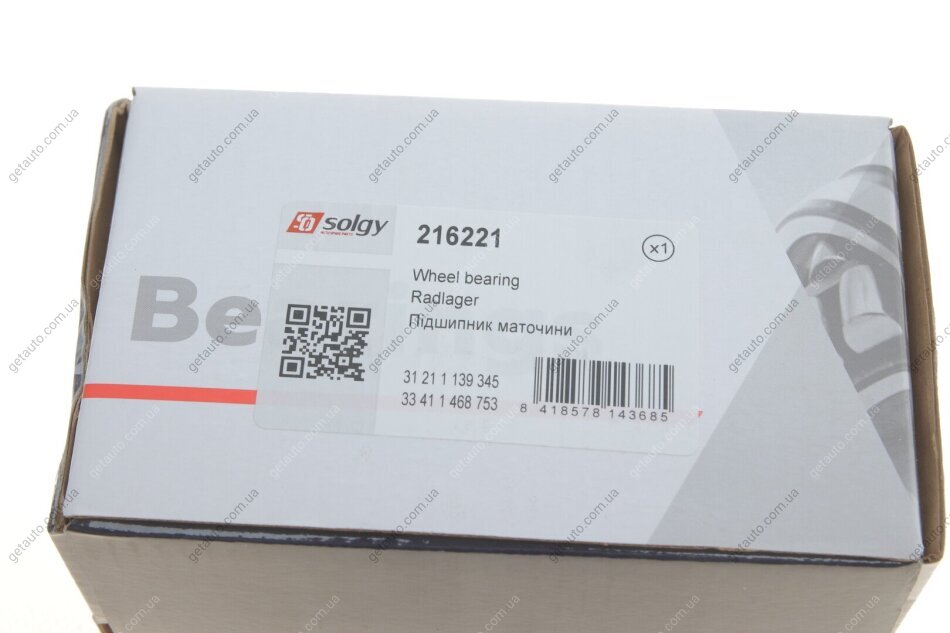 solgy
216221
x1
Wheel bearing
Radlager
Підшипник маточини
31 21 1 139 345
33 41 1 468 753
8 418578 143685
getauto.com.ua